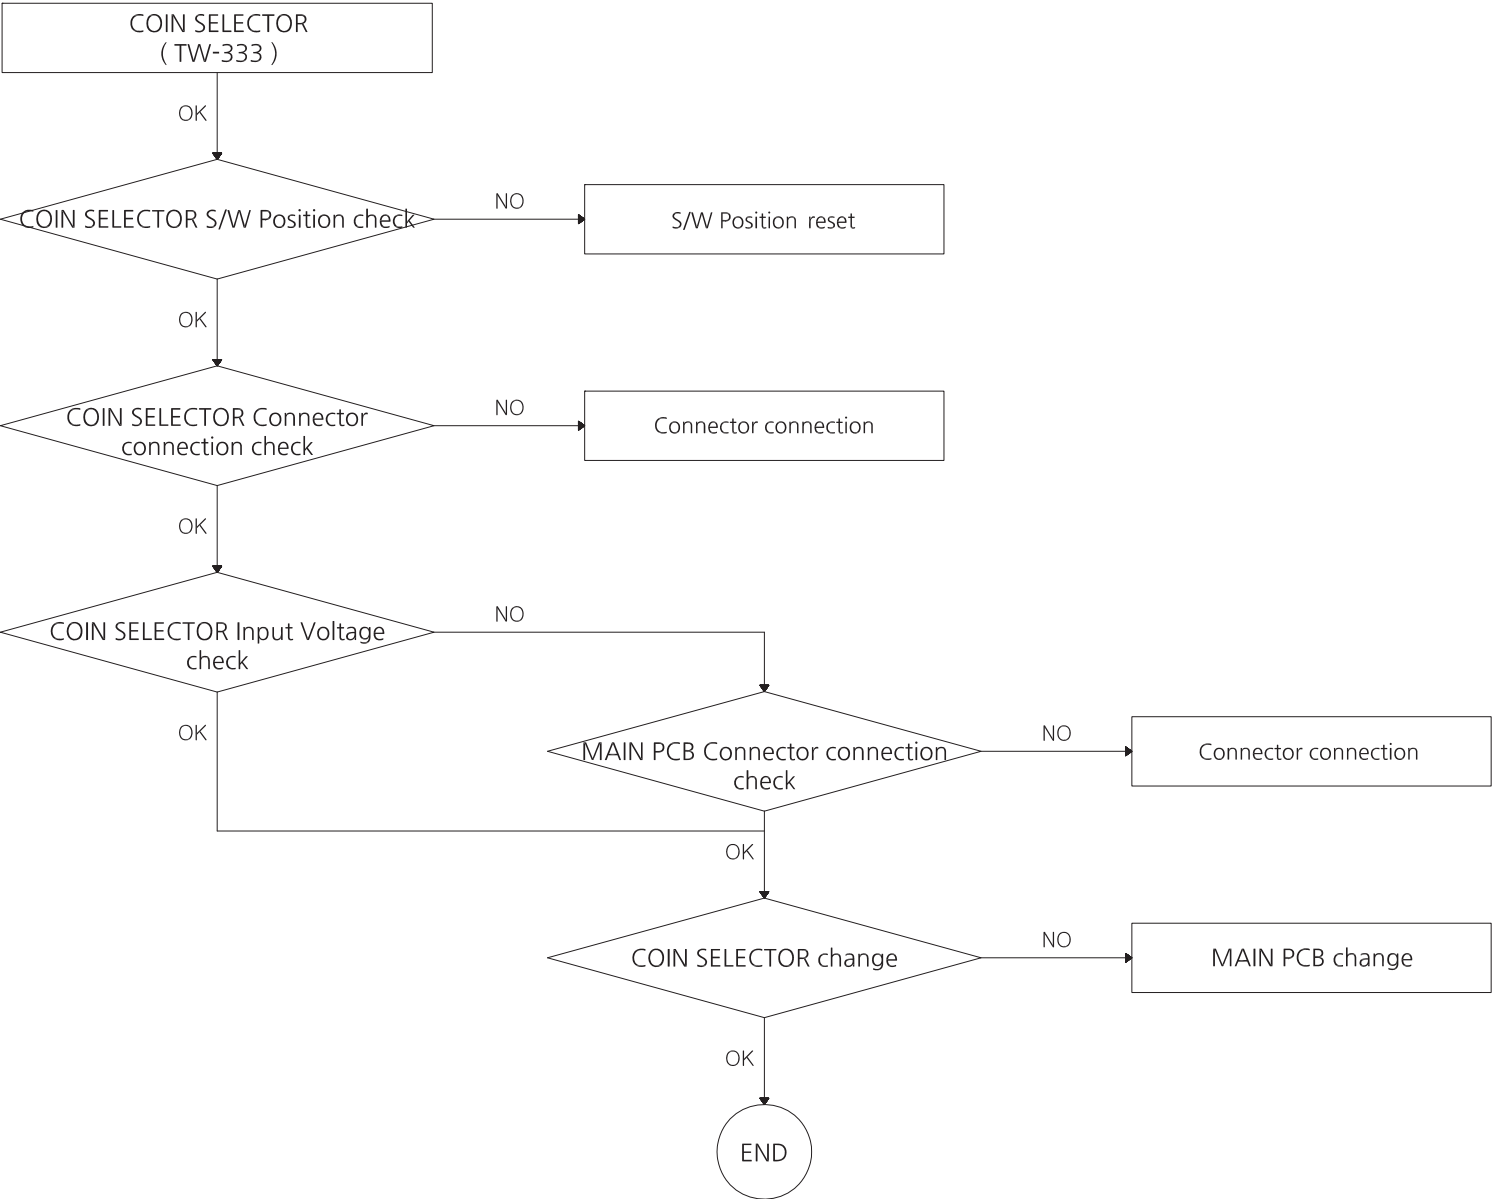 COIN SELECTOR
( TW-333 )
OK
COIN SELECTOR S/W Position check
NO
S/W Position reset
OK
COIN SELECTOR Connector
connection check
NO
Connector connection
OK
COIN SELECTOR Input Voltage
check
NO
OK
MAIN PCB Connector connection
check
NO
Connector connection
OK
COIN SELECTOR change
NO
MAIN PCB change
OK
END